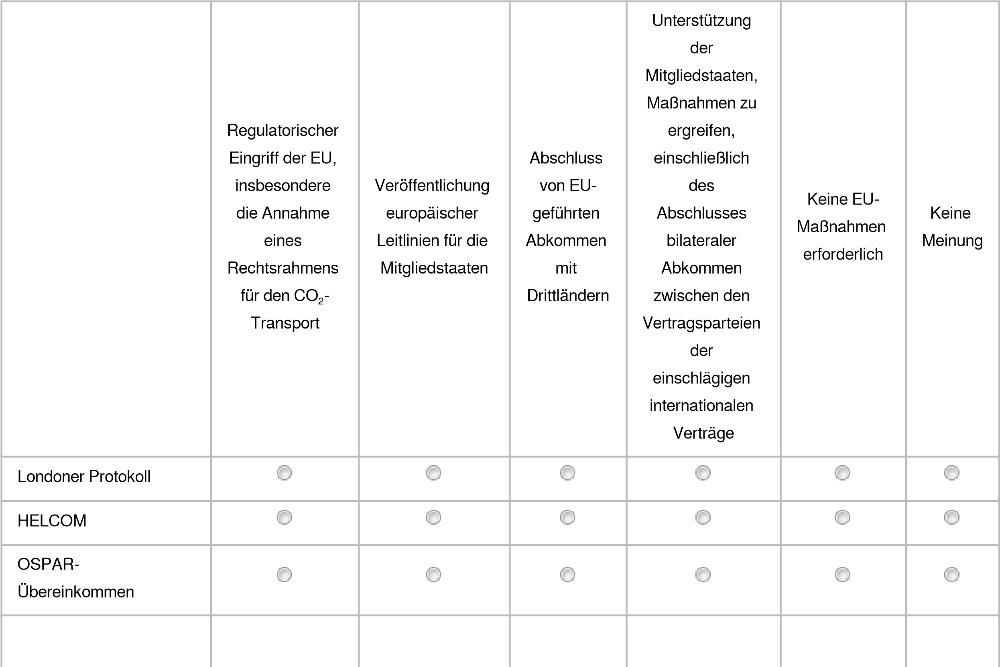 Regulatorischer
Eingriff der EU,
insbesondere
die Annahme
eines
Rechtsrahmens
für den CO₂-
Transport
Veröffentlichung
europäischer
Leitlinien für die
Mitgliedstaaten
Abschluss
von EU-
geführten
Abkommen
mit
Drittländern
Unterstützung
der
Mitgliedstaaten,
Maßnahmen zu
ergreifen,
einschließlich
des
Abschlusses
bilateraler
Abkommen
zwischen den
Vertragsparteien
der
einschlägigen
internationalen
Verträge
Keine EU-
Maßnahmen
erforderlich
Keine
Meinung
Londoner Protokoll
HELCOM
OSPAR-
Übereinkommen